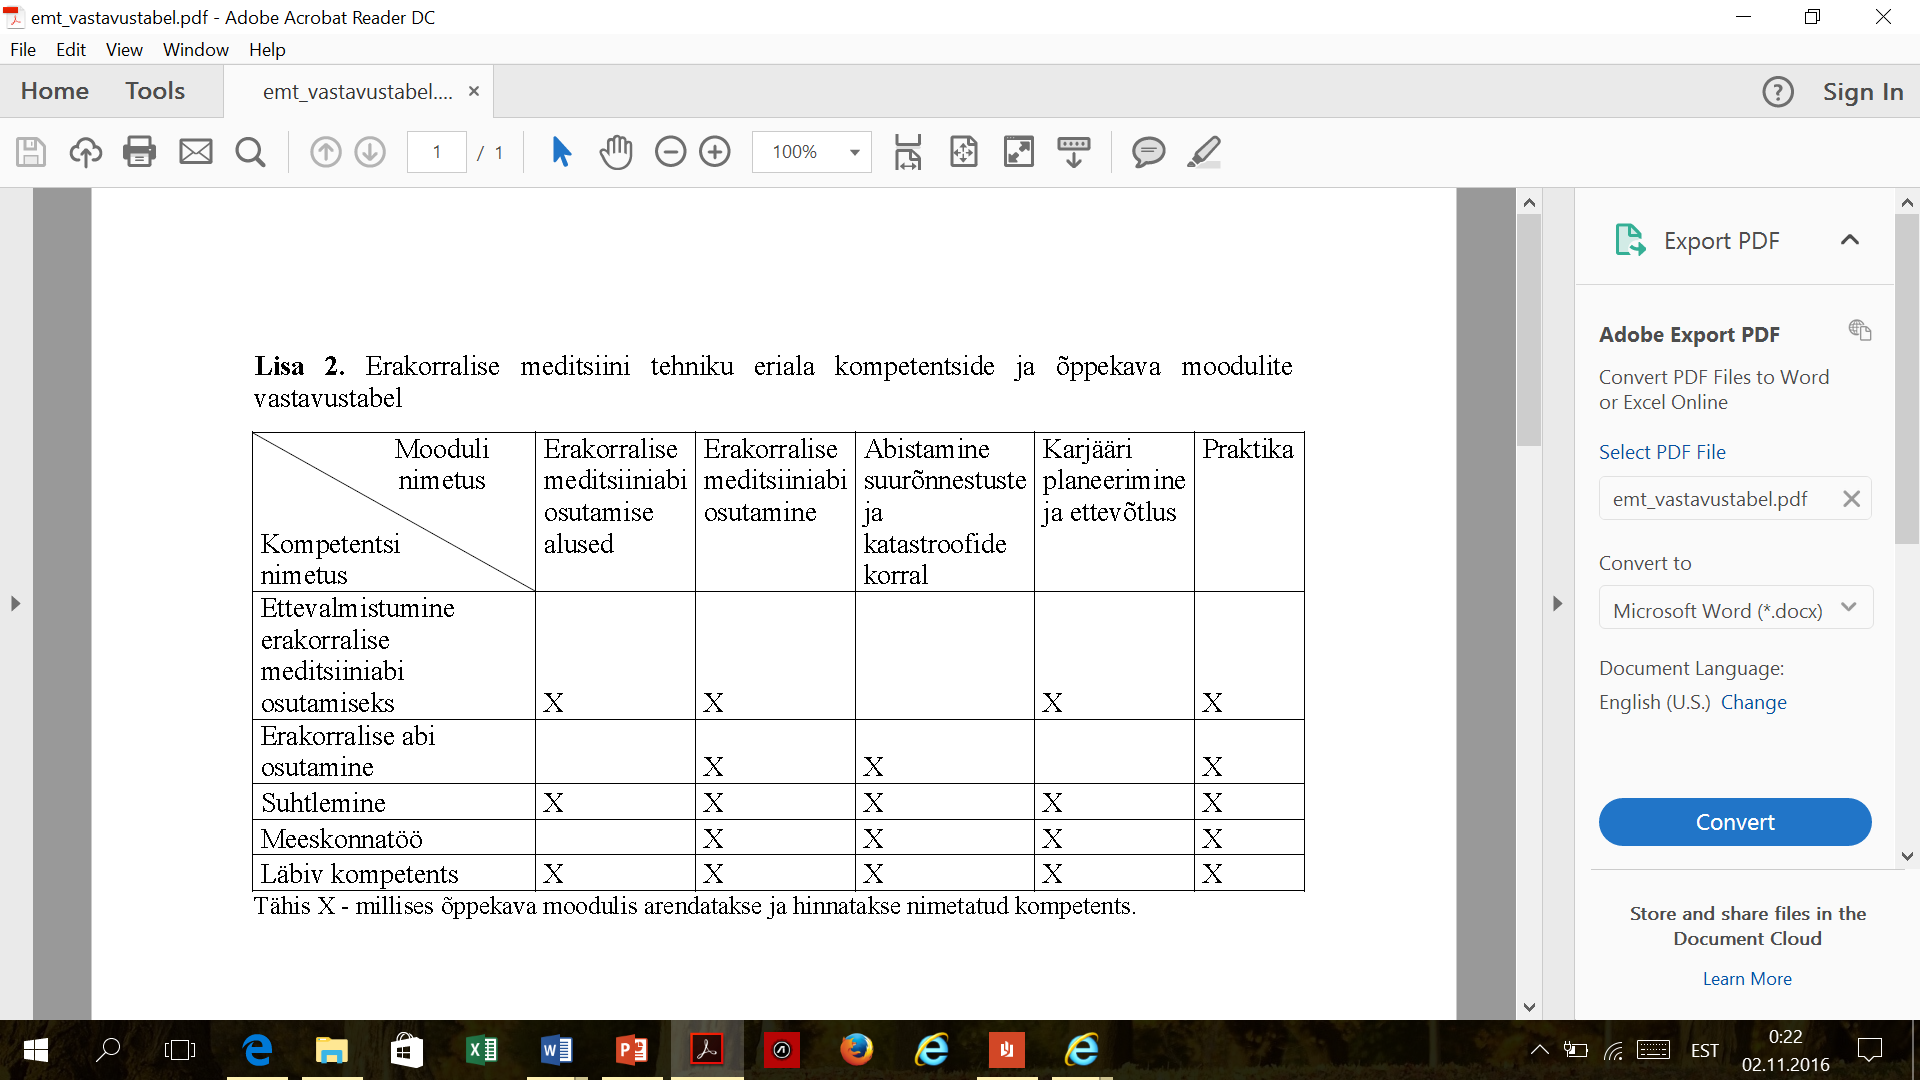 emt_vastavustabel.pdf - Adobe Acrobat Reader DC
File Edit View Window Help
Home Tools emt_vastavustabel.... Sign In
1 / 1 100%
Lisa 2. Erakorralise meditsiini tehniku eriala kompetentside ja õppekava moodulite
vastavustabel
Mooduli
nimetus
Kompetentsi
nimetus
Erakorralise
meditsiiniabi
osutamise
alused
Erakorralise
meditsiiniabi
osutamine
Abistamine
suurõnnestuste
ja
katastroofide
korral
Karjääri
planeerimine
ja ettevõtlus
Praktika
Ettevalmistumine
erakorralise
meditsiiniabi
osutamiseks X X X X
Erakorralise abi
osutamine X X X
Suhtlemine X X X X X
Meeskonnatöö X X X X
Läbiv kompetents X X X X X
Tähis X - millises õppekava moodulis arendatakse ja hinnatakse nimetatud kompetents.
Export PDF
Adobe Export PDF
Convert PDF Files to Word
or Excel Online
Select PDF File
emt_vastavustabel.pdf
Convert to
Microsoft Word (*.docx)
Document Language:
English (U.S.) Change
Convert
Store and share files in the
Document Cloud
Learn More
EST
0:22
02.11.2016